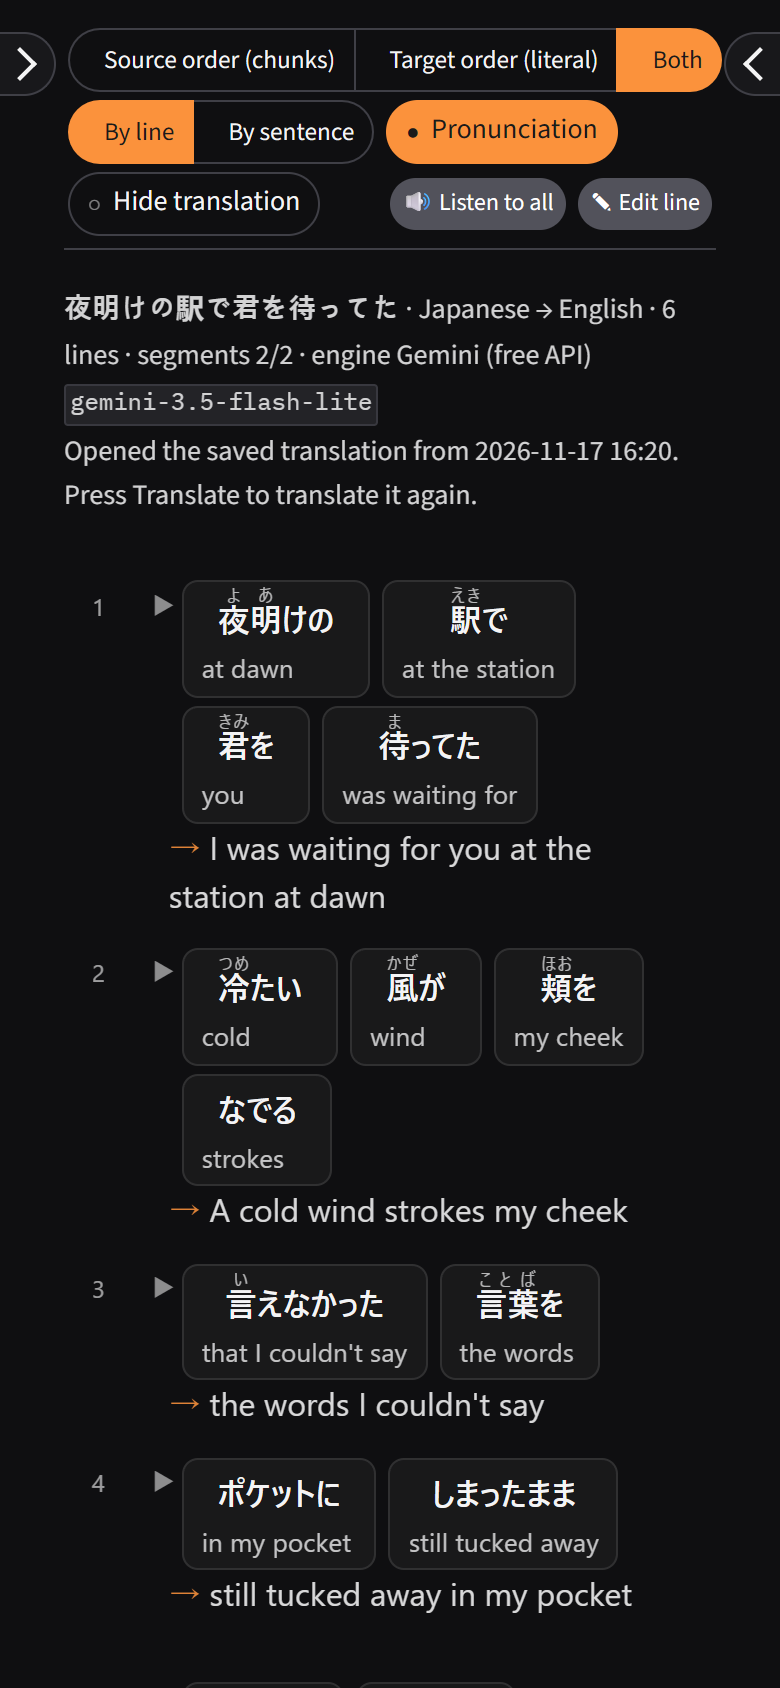 Source order (chunks) Target order (literal) Both
By line By sentence • Pronunciation
○ Hide translation 🔊 Listen to all ✏ Edit line
夜明けの駅で君を待ってた · Japanese → English · 6
lines · segments 2/2 · engine Gemini (free API)
gemini-3.5-flash-lite
Opened the saved translation from 2026-11-17 16:20.
Press Translate to translate it again.
よ あ えき
1 ▶ 夜明けの 駅で
at dawn at the station
きみ ま
君を 待ってた
you was waiting for
→ I was waiting for you at the
station at dawn
つめ かぜ ほお
2 ▶ 冷たい 風が 頬を
cold wind my cheek
なでる
strokes
→ A cold wind strokes my cheek
い ことば
3 ▶ 言えなかった 言葉を
that I couldn't say the words
→ the words I couldn't say
4 ▶ ポケットに しまったまま
in my pocket still tucked away
→ still tucked away in my pocket